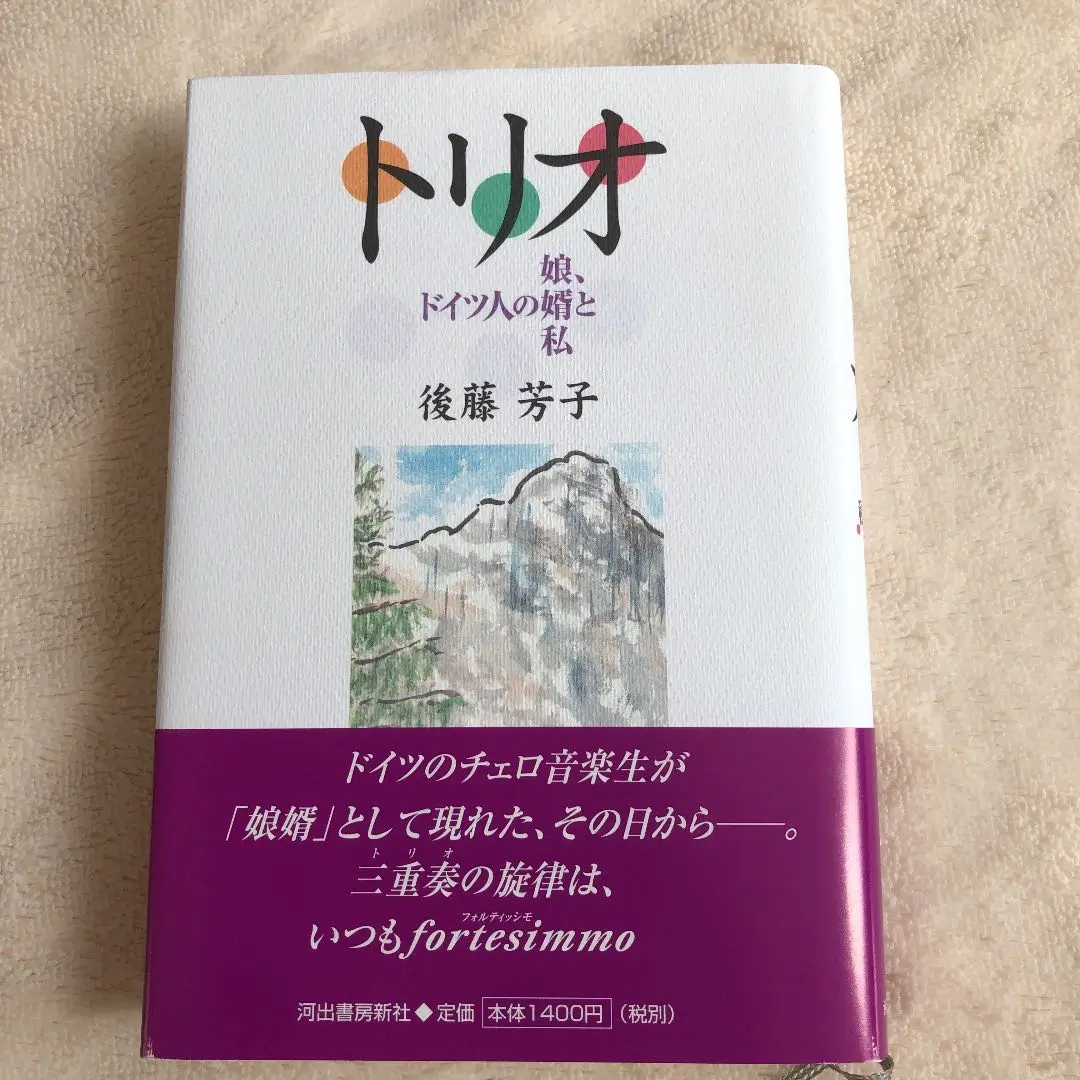 トリオ
娘、
ドイツ人の婿と
私
後藤 芳子
ドイツのチェロ音楽生が
「娘婿」として現れた、その日から――。
トリオ
三重奏の旋律は、
フォルティッシモ
いつもfortesimmo
河出書房新社◆定価 本体1400円 (税別)